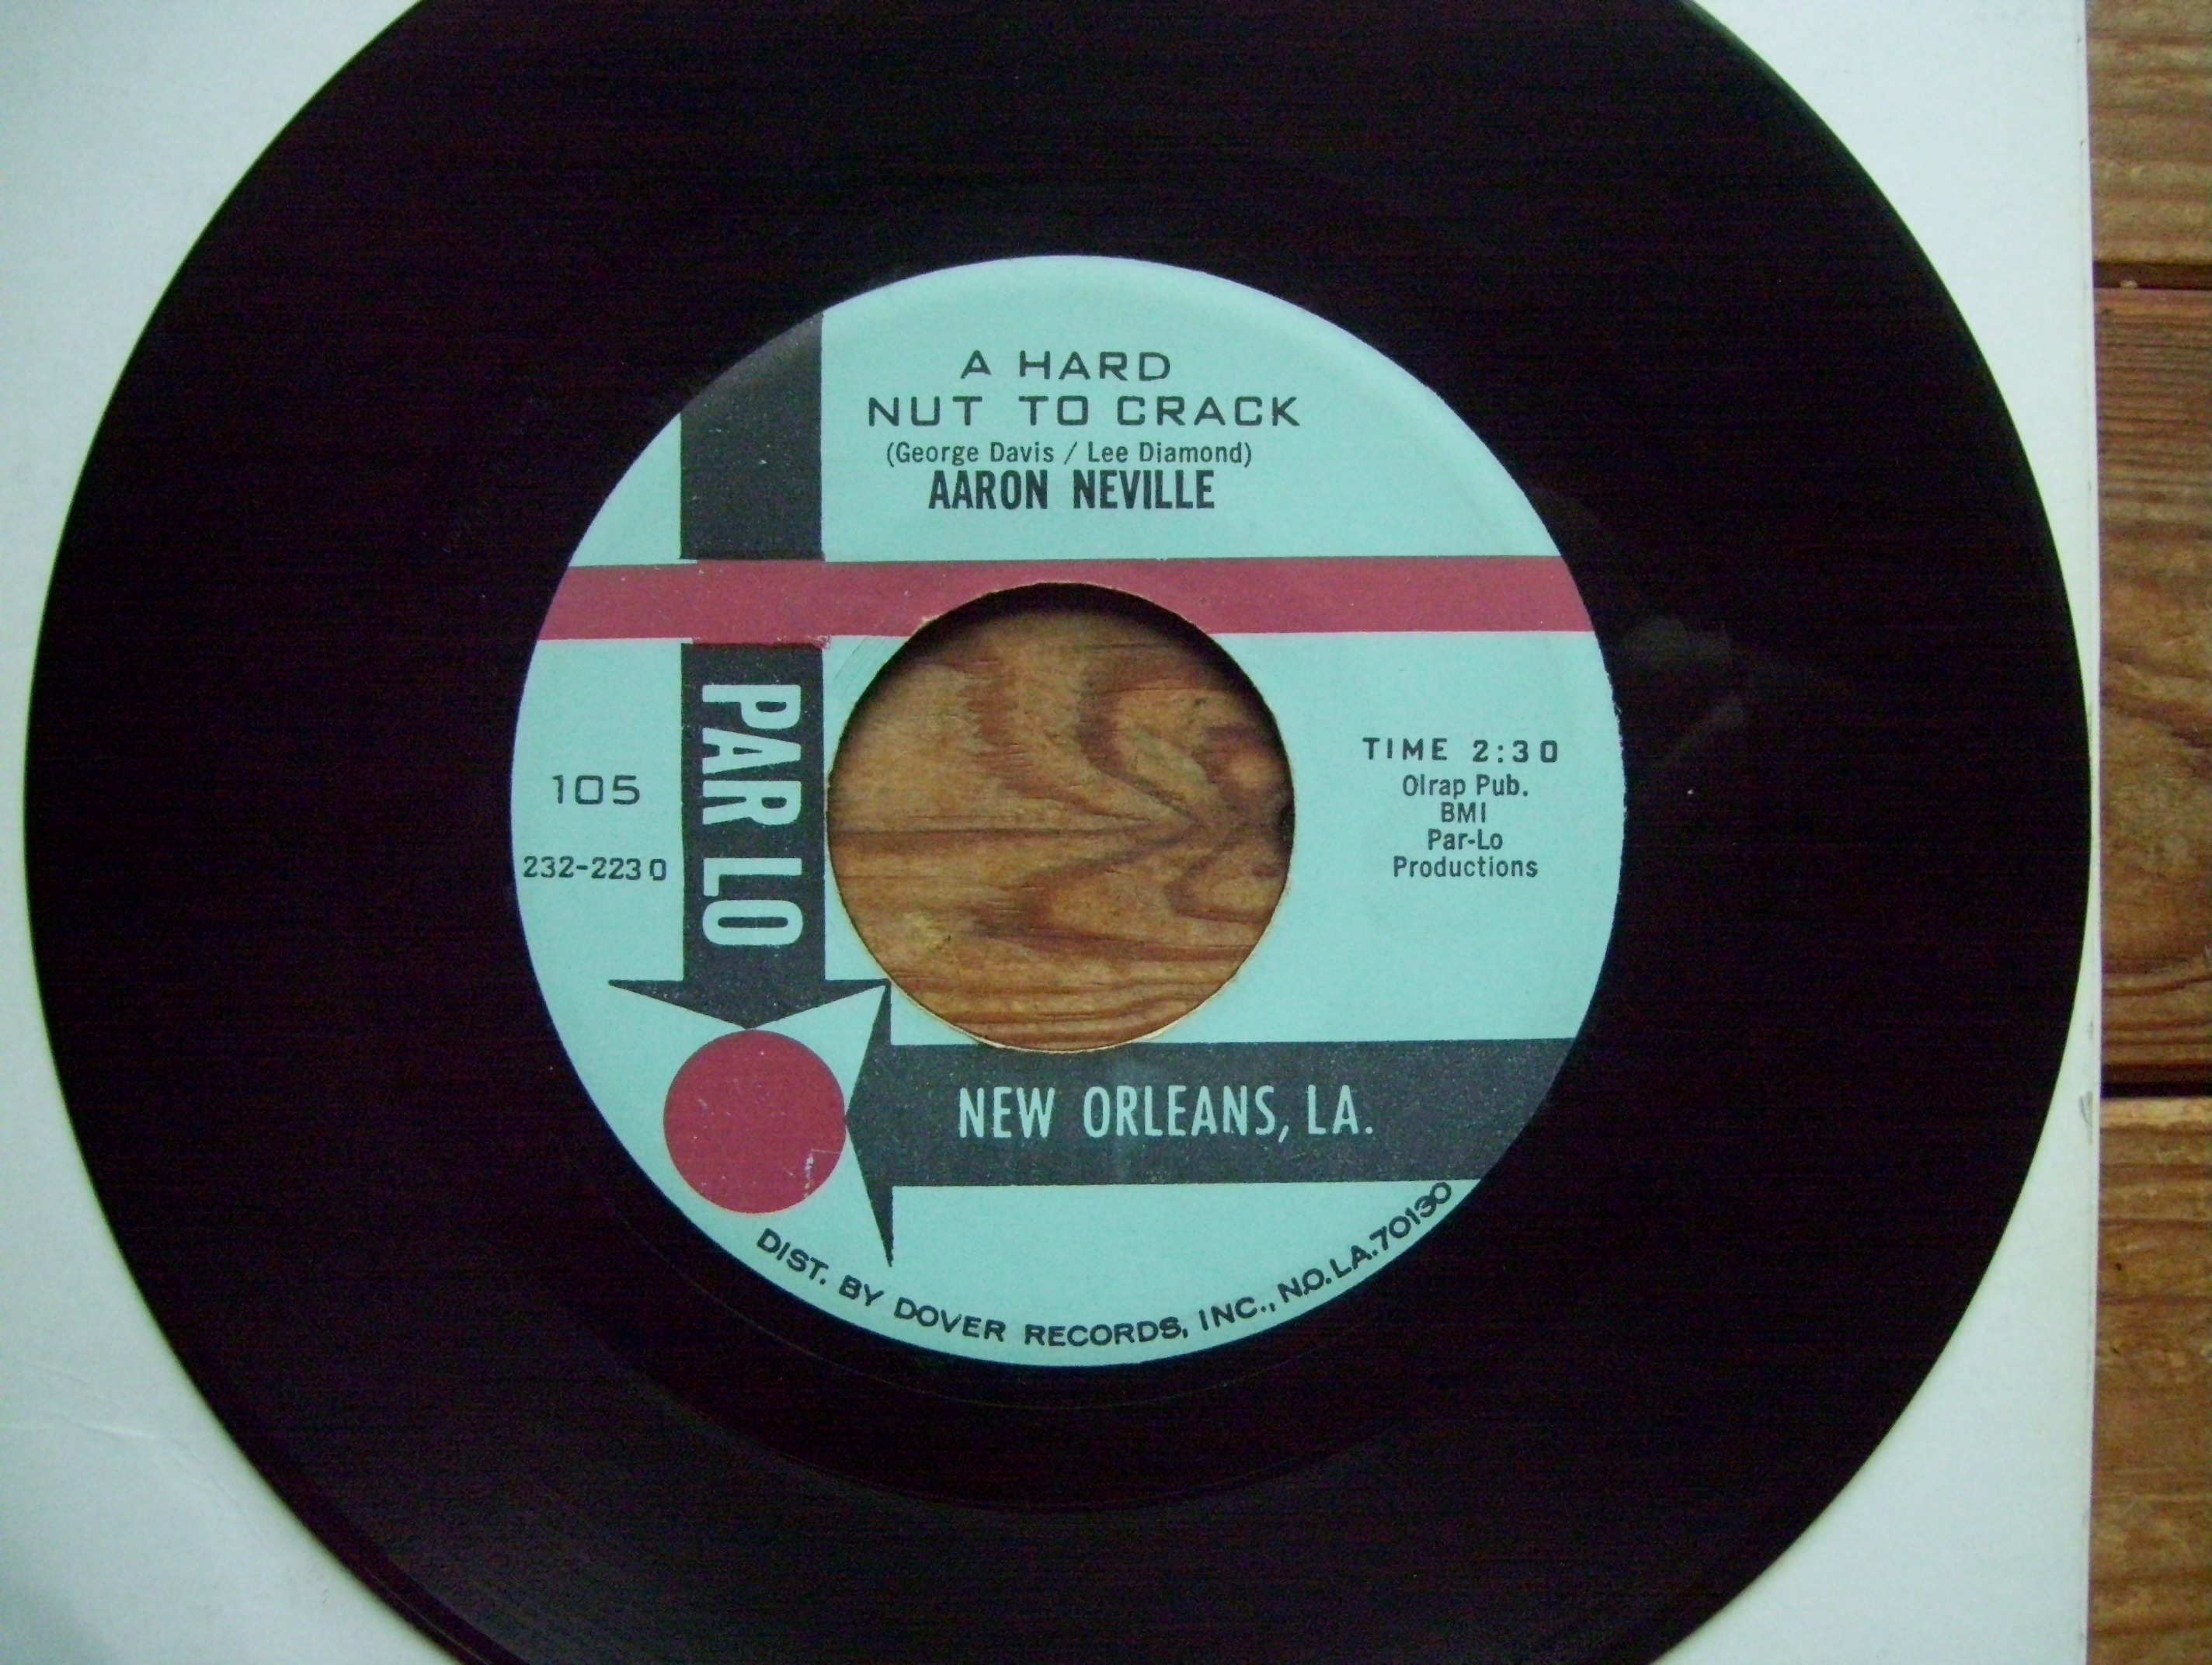 A HARD
NUT TO CRACK
(George Davis / Lee Diamond)
AARON NEVILLE
PAR LO
105
232-2230
TIME 2:30
Olrap Pub.
BMI
Par-Lo
Productions
NEW ORLEANS, LA.
DIST. BY DOVER RECORDS, INC., N.O. LA. 70130